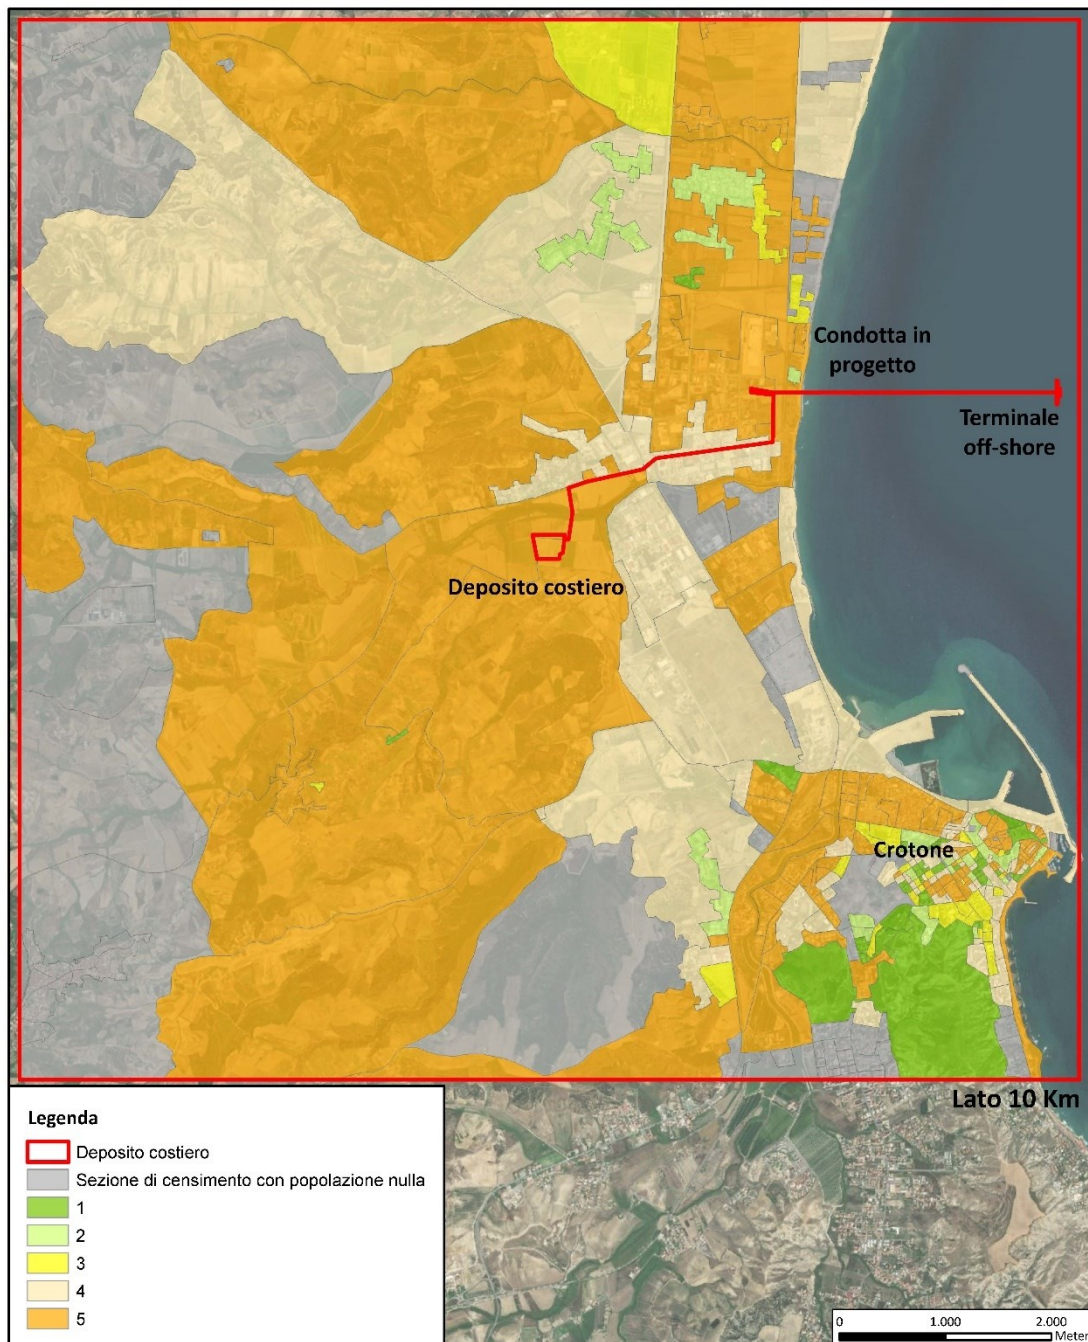 Condotta in
progetto
Terminale
off-shore
Deposito costiero
Crotone
Lato 10 Km
Legenda
Deposito costiero
Sezione di censimento con popolazione nulla
1
2
3
4
5
0 1.000 2.000
Meter